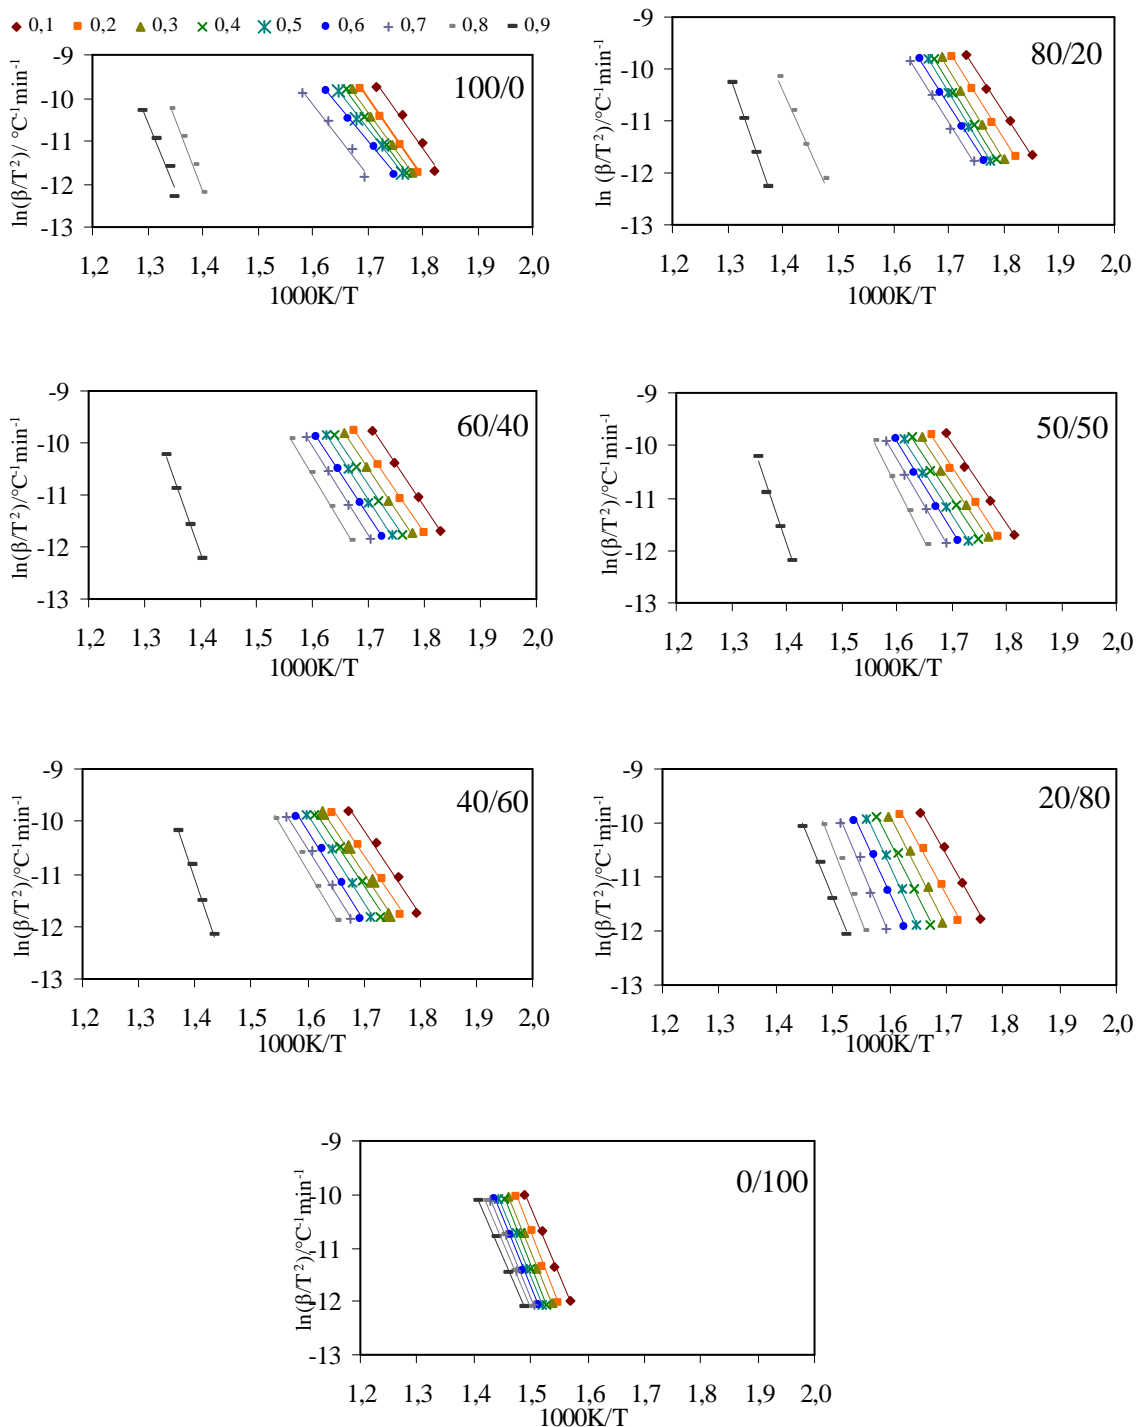 0,1 0,2 0,3 0,4 0,5 0,6 0,7 0,8 0,9
100/0
ln(β/T²)/ °C⁻¹min⁻¹
-9
-10
-11
-12
-13
1,2 1,3 1,4 1,5 1,6 1,7 1,8 1,9 2,0
1000K/T
80/20
ln (β/T²)/°C⁻¹min⁻¹
-9
-10
-11
-12
-13
1,2 1,3 1,4 1,5 1,6 1,7 1,8 1,9 2,0
1000K/T
60/40
ln(β/T²)/°C⁻¹min⁻¹
-9
-10
-11
-12
-13
1,2 1,3 1,4 1,5 1,6 1,7 1,8 1,9 2,0
1000K/T
50/50
ln(β/T²)/°C⁻¹min⁻¹
-9
-10
-11
-12
-13
1,2 1,3 1,4 1,5 1,6 1,7 1,8 1,9 2,0
1000K/T
40/60
ln(β/T²)/°C⁻¹min⁻¹
-9
-10
-11
-12
-13
1,2 1,3 1,4 1,5 1,6 1,7 1,8 1,9 2,0
1000K/T
20/80
ln(β/T²)/°C⁻¹min⁻¹
-9
-10
-11
-12
-13
1,2 1,3 1,4 1,5 1,6 1,7 1,8 1,9 2,0
1000K/T
0/100
ln(β/T²)/°C⁻¹min⁻¹
-9
-10
-11
-12
-13
1,2 1,3 1,4 1,5 1,6 1,7 1,8 1,9 2,0
1000K/T